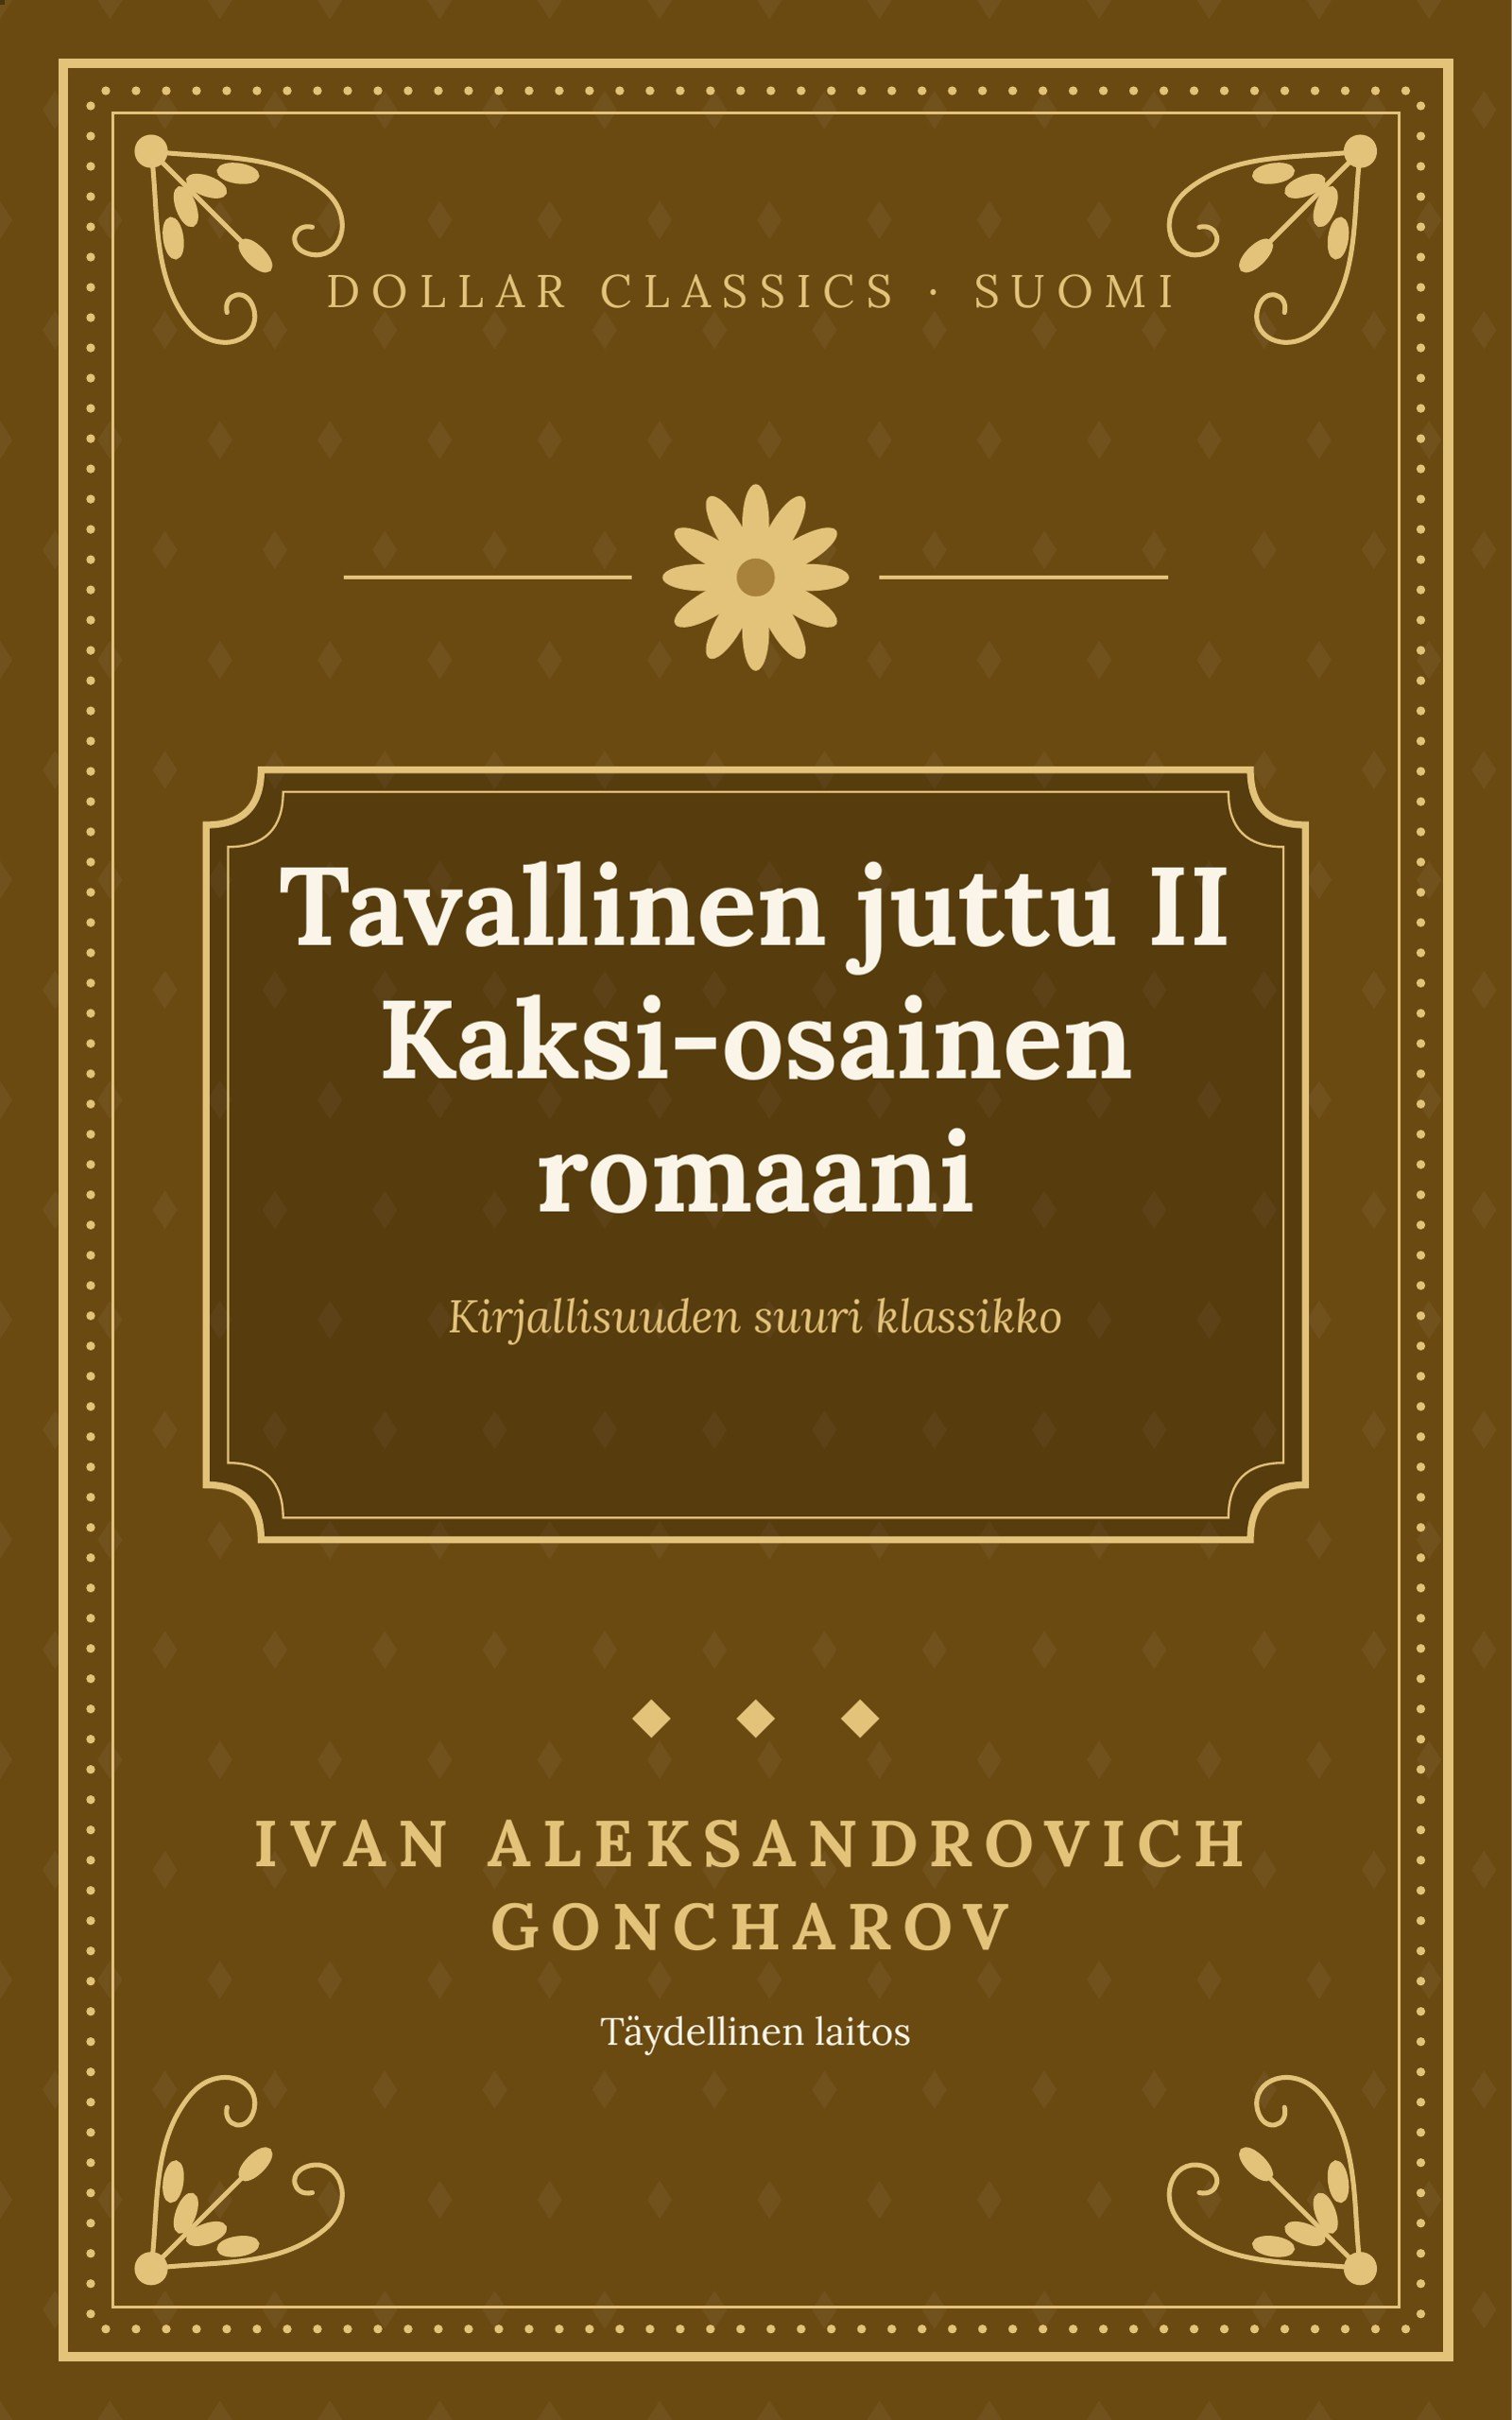 DOLLAR CLASSICS · SUOMI
Tavallinen juttu II
Kaksi-osainen
romaani
Kirjallisuuden suuri klassikko
IVAN ALEKSANDROVICH
GONCHAROV
Täydellinen laitos